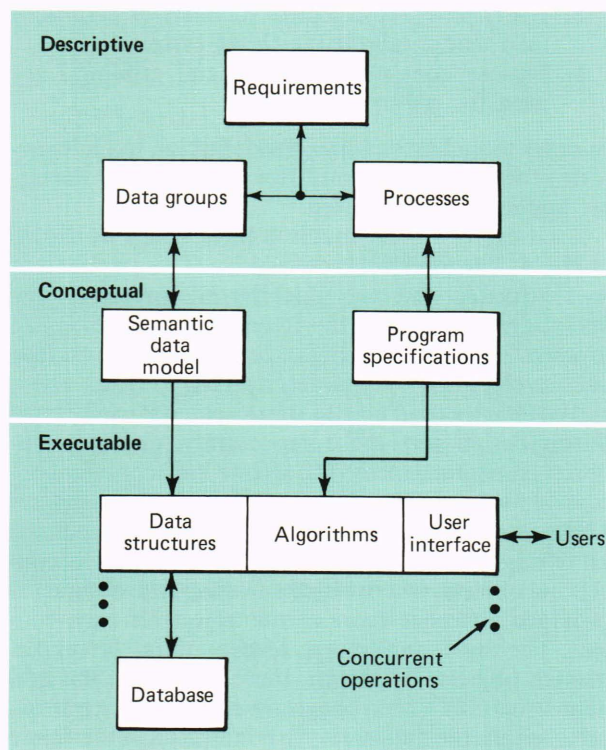 Descriptive
Requirements
Data groups
Processes
Conceptual
Semantic
data
model
Program
specifications
Executable
Data
structures
Algorithms
User
interface
Users
Concurrent
operations
Database